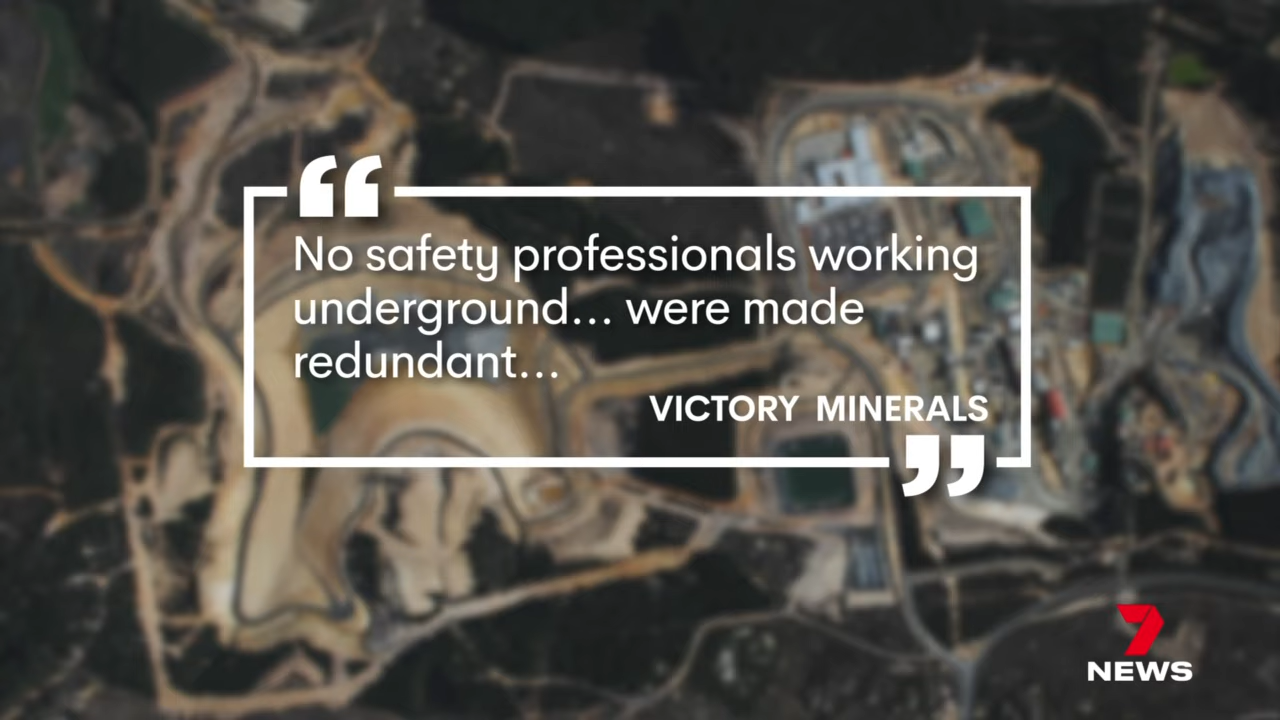 “
No safety professionals working
underground... were made
redundant...
VICTORY MINERALS
”
7
NEWS